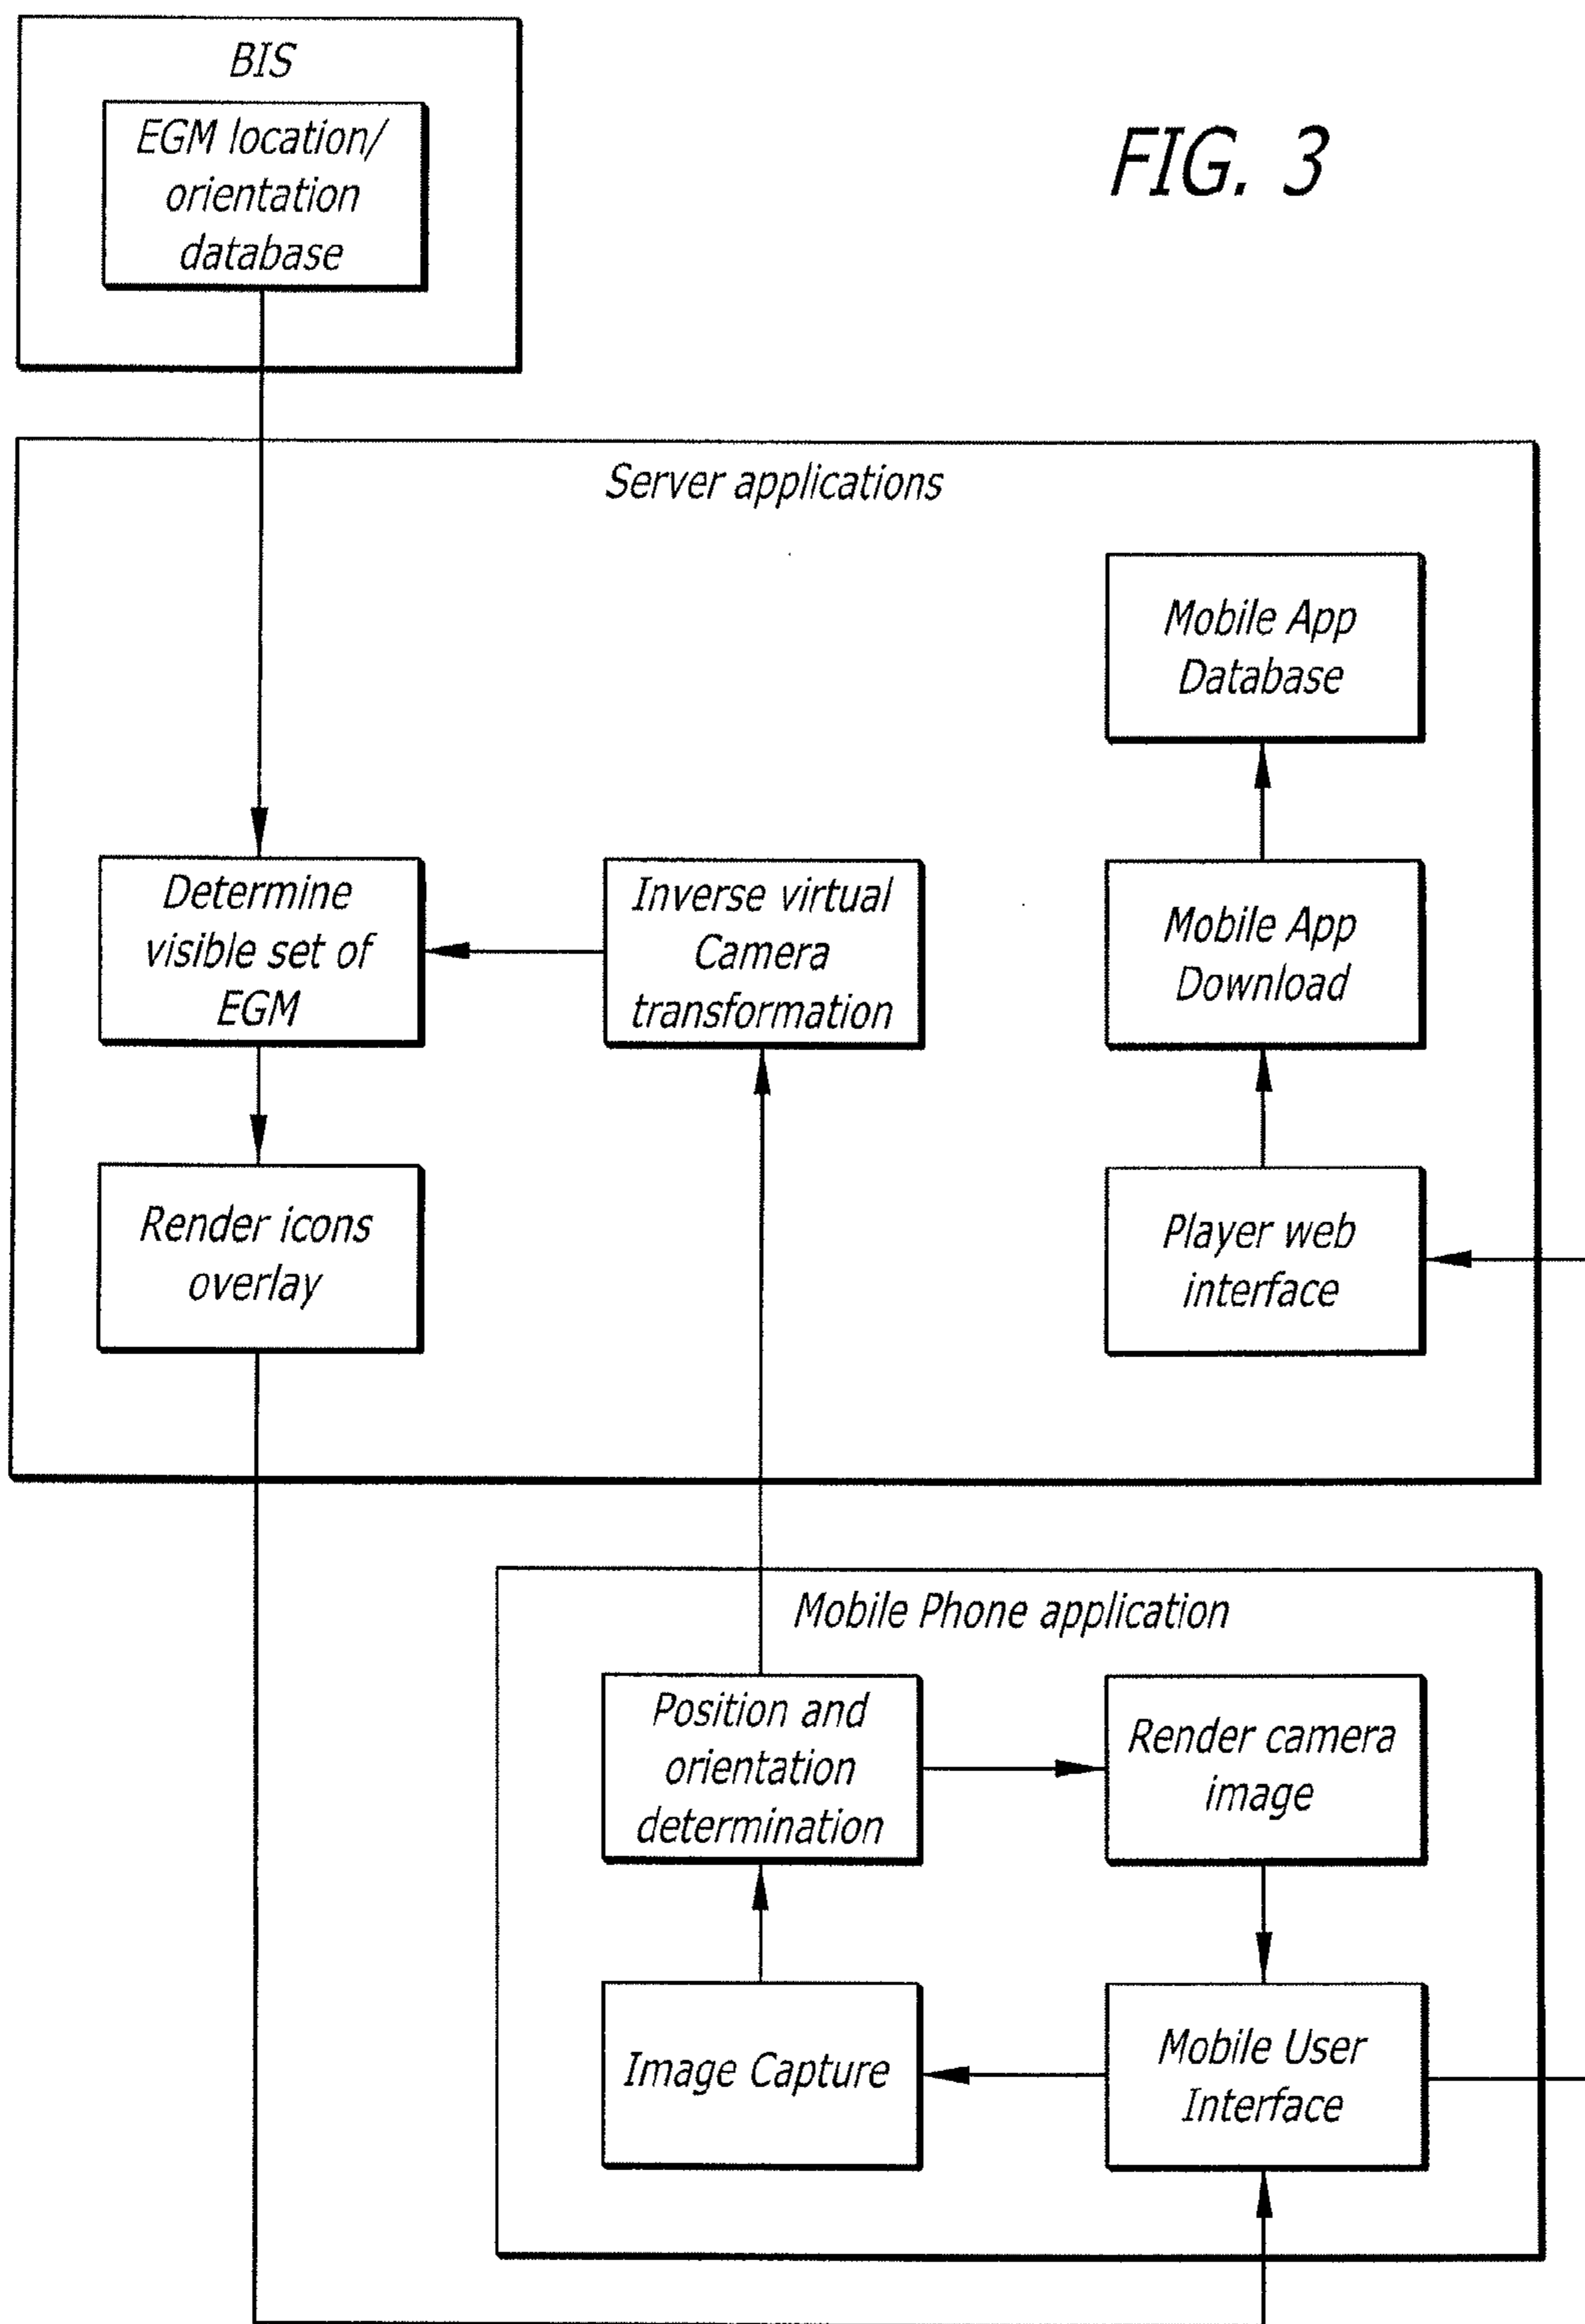 BIS
EGM location/
orientation
database
FIG. 3
Server applications
Mobile App
Database
Determine
visible set of
EGM
Inverse virtual
Camera
transformation
Mobile App
Download
Render icons
overlay
Player web
interface
Mobile Phone application
Position and
orientation
determination
Render camera
image
Image Capture
Mobile User
Interface